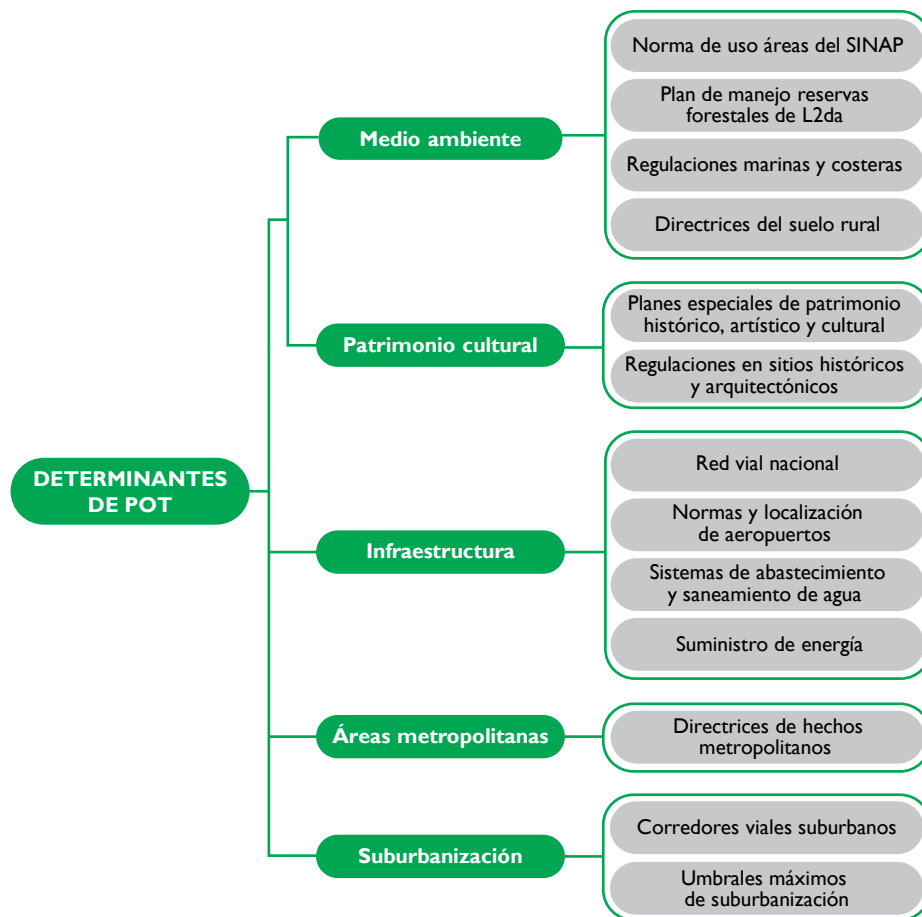 DETERMINANTES
DE POT
Medio ambiente
Norma de uso áreas del SINAP
Plan de manejo reservas
forestales de L2da
Regulaciones marinas y costeras
Directrices del suelo rural
Patrimonio cultural
Planes especiales de patrimonio
histórico, artístico y cultural
Regulaciones en sitios históricos
y arquitectónicos
Infraestructura
Red vial nacional
Normas y localización
de aeropuertos
Sistemas de abastecimiento
y saneamiento de agua
Suministro de energía
Áreas metropolitanas
Directrices de hechos
metropolitanos
Suburbanización
Corredores viales suburbanos
Umbrales máximos
de suburbanización